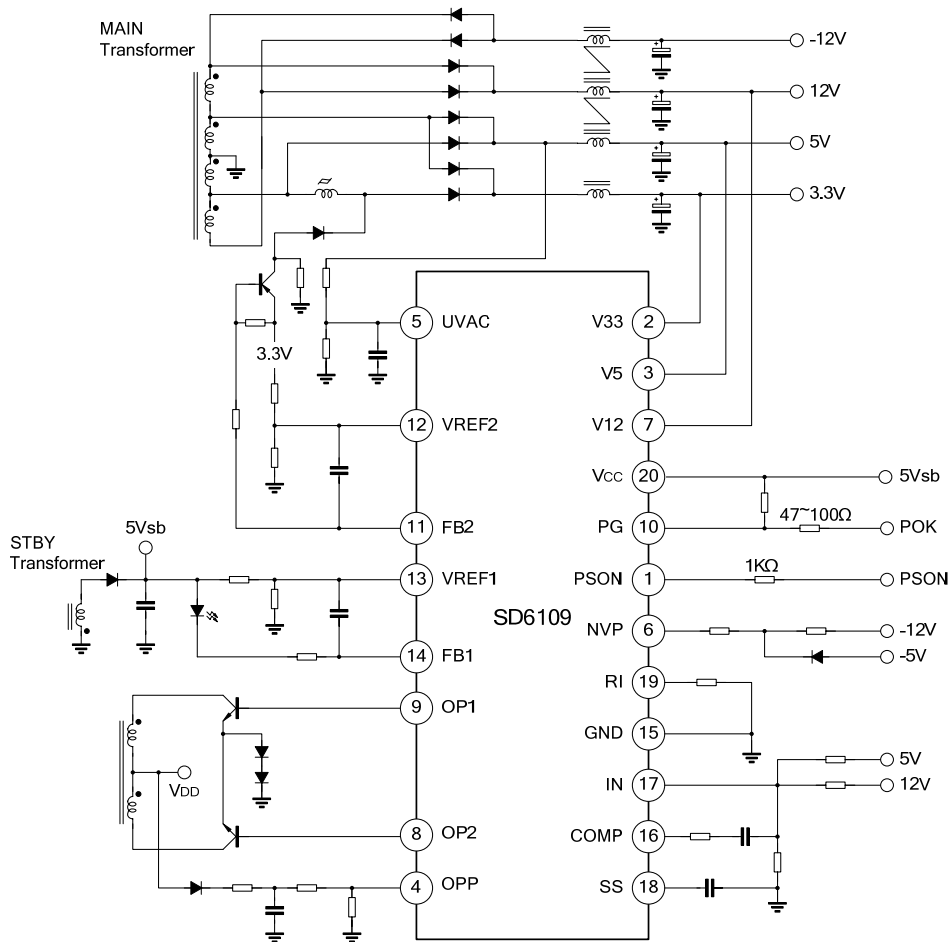 MAIN
Transformer
-12V
12V
5V
3.3V
5
UVAC
V33
2
3.3V
V5
3
12
VREF2
V12
7
VCC
20
5Vsb
11
FB2
PG
10
47~100Ω
POK
STBY
Transformer
5Vsb
13
VREF1
PSON
1
1KΩ
PSON
SD6109
14
FB1
NVP
6
-12V
-5V
RI
19
9
OP1
GND
15
VDD
5V
IN
17
12V
8
OP2
COMP
16
4
OPP
SS
18